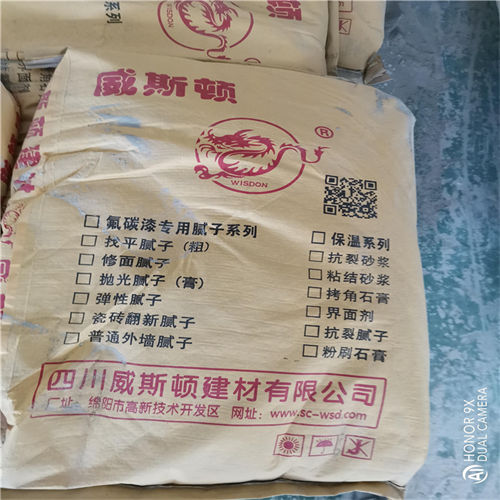 系列
WISDON
威斯顿
®
WISDON
氟碳漆专用腻子系列
找平腻子（粗）
修面腻子
抛光腻子（膏）
弹性腻子
瓷砖翻新腻子
普通外墙腻子
保温系列
抗裂砂浆
粘结砂浆
拷角石膏
界面剂
抗裂腻子
粉刷石膏
四川威斯顿建材有限公司
厂址：绵阳市高新技术开发区 网址：www.sc-wsd.com
HONOR 9X
AI DUAL CAMERA